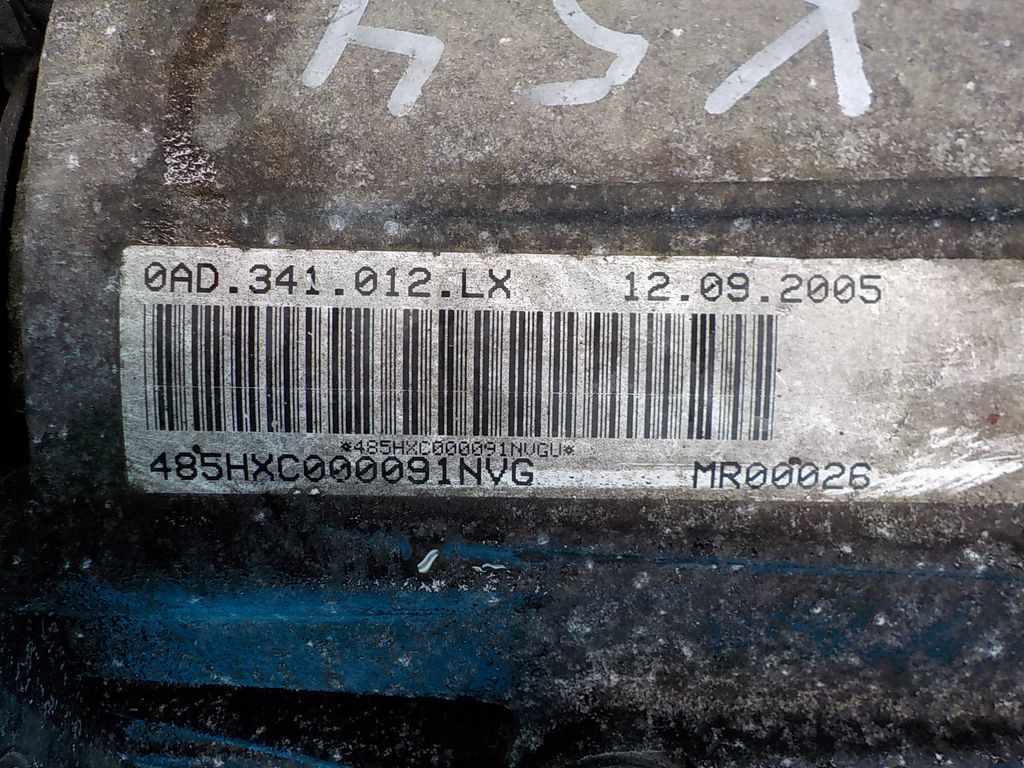 0AD.341.012.LX 12.09.2005
*485HXC000091NVGU*
485HXC000091NVG MR00026